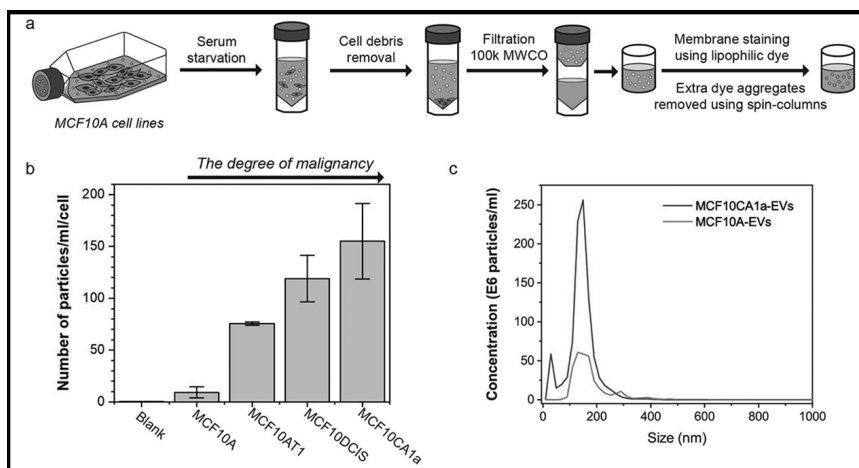 a
Serum
starvation
Cell debris
removal
Filtration
100k MWCO
Membrane staining
using lipophilic dye
Extra dye aggregates
removed using spin-columns
MCF10A cell lines
b
The degree of malignancy
Number of particles/ml/cell
200
150
100
50
0
Blank
MCF10A
MCF10AT1
MCF10DCIS
MCF10CA1a
c
MCF10CA1a-EVs
MCF10A-EVs
Concentration (E6 particles/ml)
250
200
150
100
50
0
0 200 400 600 800 1000
Size (nm)